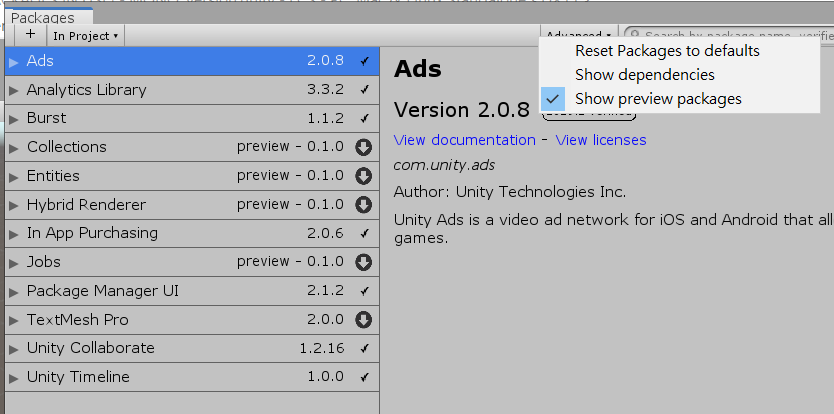 Packages
+ In Project Advanced Search by package name, verifie
Reset Packages to defaults
Show dependencies
Show preview packages
Ads 2.0.8
Analytics Library 3.3.2
Burst 1.1.2
Collections preview - 0.1.0
Entities preview - 0.1.0
Hybrid Renderer preview - 0.1.0
In App Purchasing 2.0.6
Jobs preview - 0.1.0
Package Manager UI 2.1.2
TextMesh Pro 2.0.0
Unity Collaborate 1.2.16
Unity Timeline 1.0.0
Ads
Version 2.0.8
View documentation - View licenses
com.unity.ads
Author: Unity Technologies Inc.
Unity Ads is a video ad network for iOS and Android that all
games.